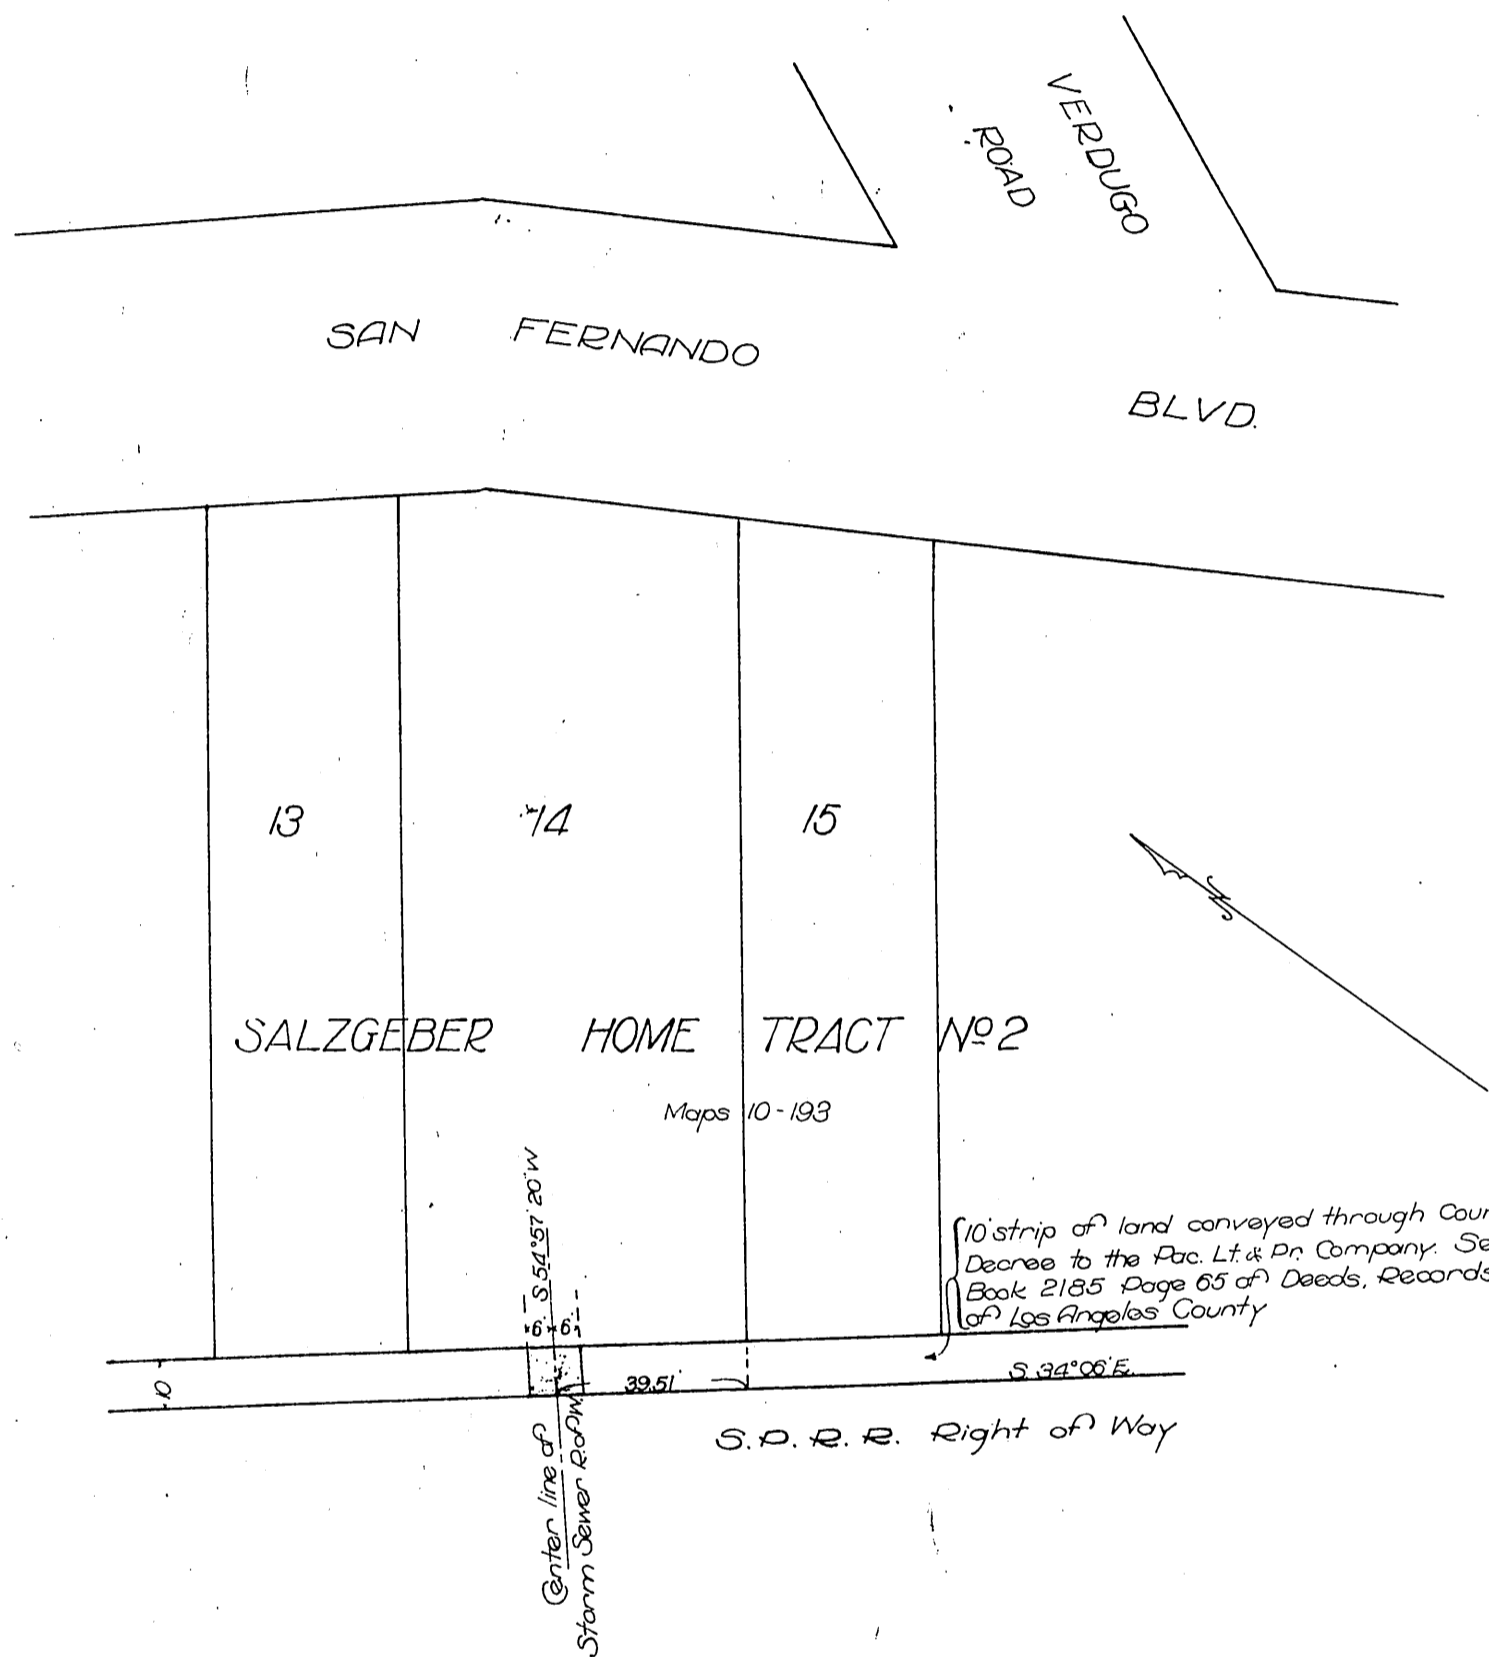 VERDUGO
ROAD
SAN FERNANDO BLVD.
13
14
15
SALZGEBER HOME TRACT Nº 2
Maps 10-193
S 54°57'20"W
6' 6'
10' strip of land conveyed through
Decree to the Pac. Lt. & Pr. Company.
Book 2185 Page 65 of Deeds, Records
of Los Angeles County
10
39.51'
S. 34°06' E.
S. P. R. R. Right of Way
Center line of
Storm Sewer R. of W.